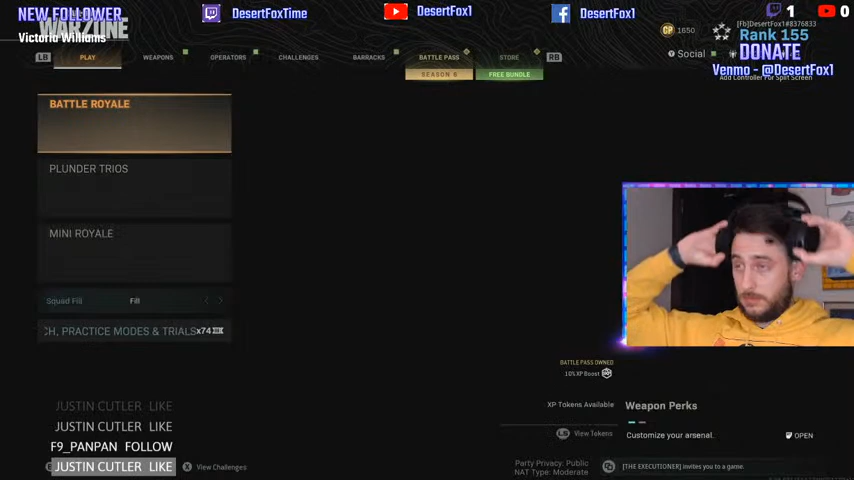 NEW FOLLOWER
Victoria Williams
WARZONE
DesertFoxTime
DesertFox1
DesertFox1
1
0
CP 1650
[Fb]DesertFox1#8376833
Rank 155
DONATE
Venmo - @DesertFox1
Add Controller For Split Screen
Social
LB
PLAY
WEAPONS
OPERATORS
CHALLENGES
BARRACKS
BATTLE PASS
STORE
RB
SEASON 6
FREE BUNDLE
BATTLE ROYALE
PLUNDER TRIOS
MINI ROYALE
Squad Fill
Fill
CH, PRACTICE MODES & TRIALS
x74
BATTLE PASS OWNED
10% XP Boost
XP Tokens Available
LS View Tokens
Weapon Perks
Customize your arsenal.
OPEN
JUSTIN CUTLER LIKE
JUSTIN CUTLER LIKE
F9_PANPAN FOLLOW
JUSTIN CUTLER LIKE
X View Challenges
Party Privacy: Public
NAT Type: Moderate
[THE EXECUTIONER] invites you to a game.